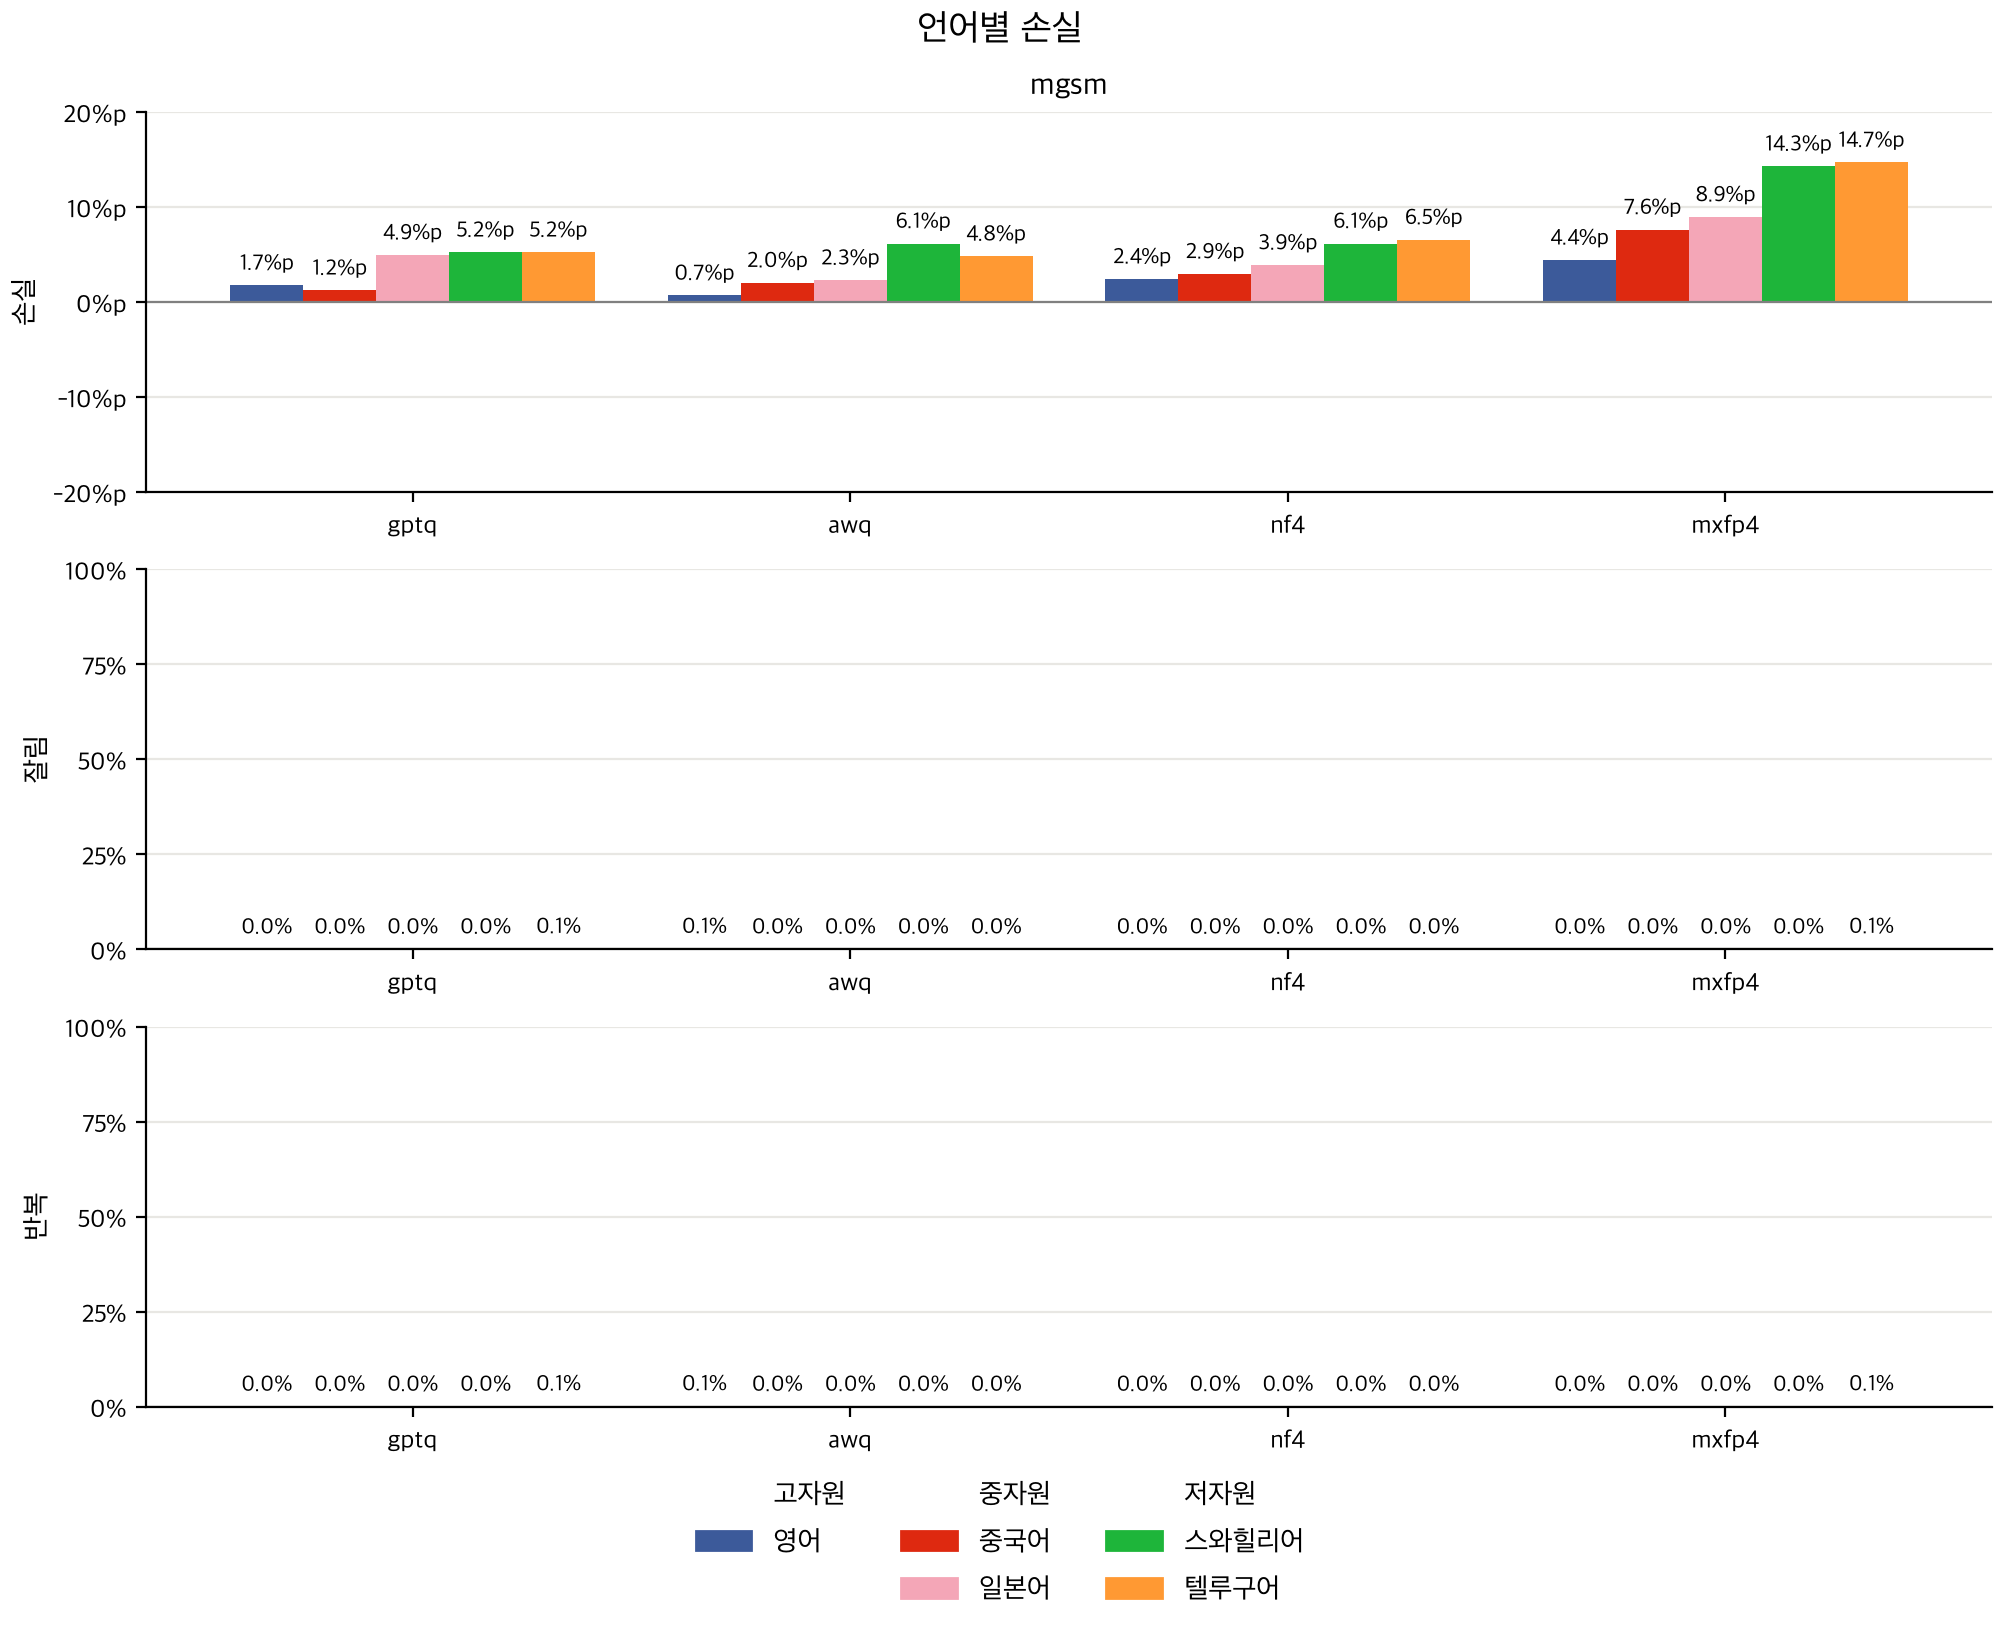 언어별 손실
mgsm
20%p
10%p
0%p
-10%p
-20%p
손실
1.7%p 1.2%p 4.9%p 5.2%p 5.2%p
0.7%p 2.0%p 2.3%p 6.1%p 4.8%p
2.4%p 2.9%p 3.9%p 6.1%p 6.5%p
4.4%p 7.6%p 8.9%p 14.3%p 14.7%p
gptq awq nf4 mxfp4
100%
75%
50%
25%
0%
잘림
0.0% 0.0% 0.0% 0.0% 0.1%
0.1% 0.0% 0.0% 0.0% 0.0%
0.0% 0.0% 0.0% 0.0% 0.0%
0.0% 0.0% 0.0% 0.0% 0.1%
gptq awq nf4 mxfp4
100%
75%
50%
25%
0%
반복
0.0% 0.0% 0.0% 0.0% 0.1%
0.1% 0.0% 0.0% 0.0% 0.0%
0.0% 0.0% 0.0% 0.0% 0.0%
0.0% 0.0% 0.0% 0.0% 0.1%
gptq awq nf4 mxfp4
고자원 중자원 저자원
영어 중국어 스와힐리어
일본어 텔루구어